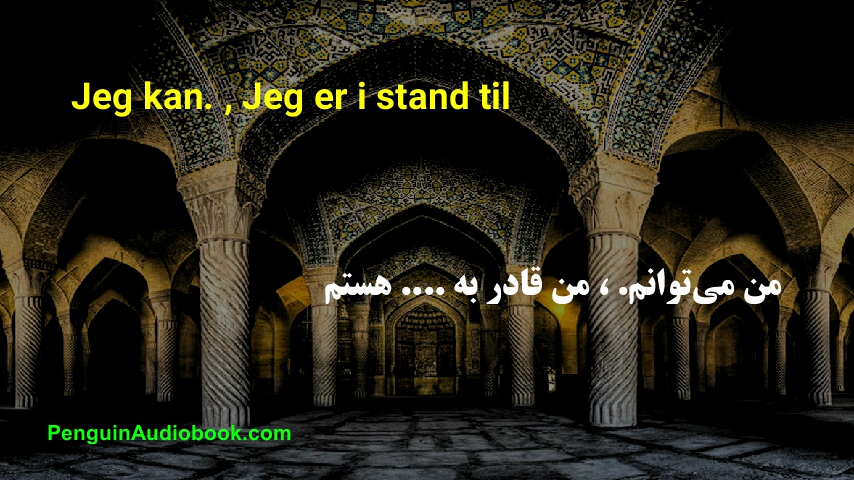 Jeg kan. , Jeg er i stand til
من می‌توانم. ، من قادر به .... هستم
PenguinAudiobook.com